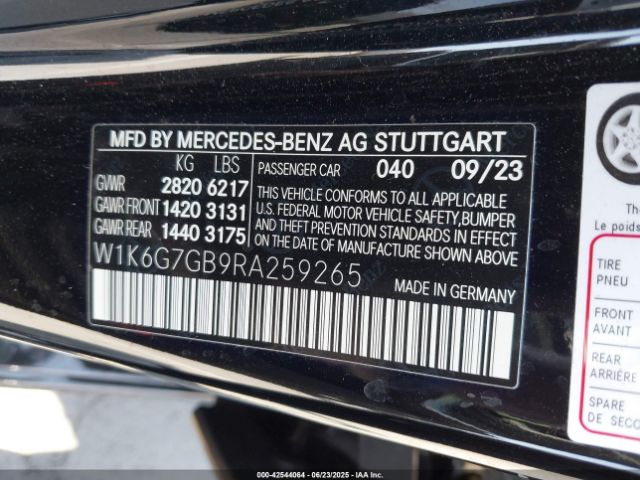 MFD BY MERCEDES-BENZ AG STUTTGART
KG LBS
GVWR 2820 6217
GAWR FRONT 1420 3131
GAWR REAR 1440 3175
PASSENGER CAR 040 09/23
THIS VEHICLE CONFORMS TO ALL APPLICABLE
U.S. FEDERAL MOTOR VEHICLE SAFETY, BUMPER
AND THEFT PREVENTION STANDARDS IN EFFECT
ON THE DATE OF MANUFACTURE SHOWN ABOVE
W1K6G7GB9RA259265
MADE IN GERMANY
The
Le poids
TIRE
PNEU
FRONT
AVANT
REAR
ARRIÈRE
SPARE
DE SECO
000-42544064 - 06/23/2025 - IAA Inc.